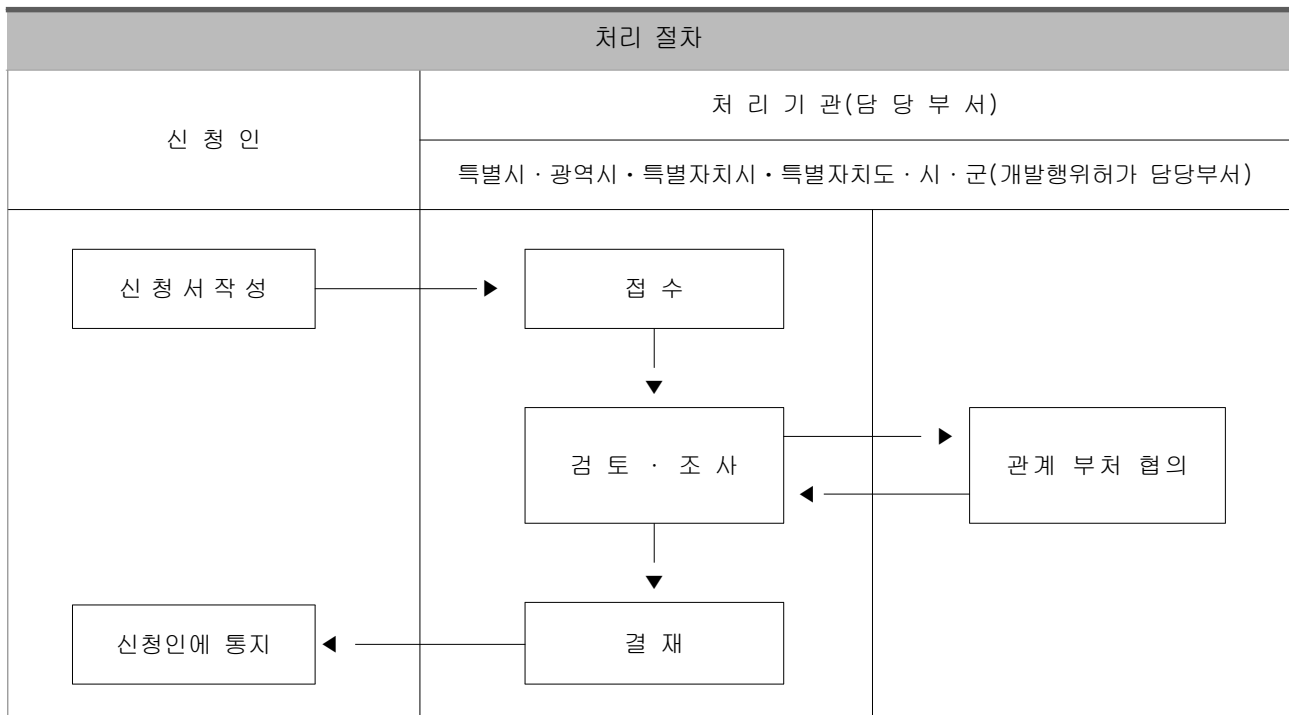 처리 절차
신 청 인
처 리 기 관(담 당 부 서)
특별시ㆍ광역시・특별자치시・특별자치도ㆍ시ㆍ군(개발행위허가 담당부서)
신 청 서 작 성
접 수
검 토 ㆍ 조 사
관계 부처 협의
신청인에 통지
결 재